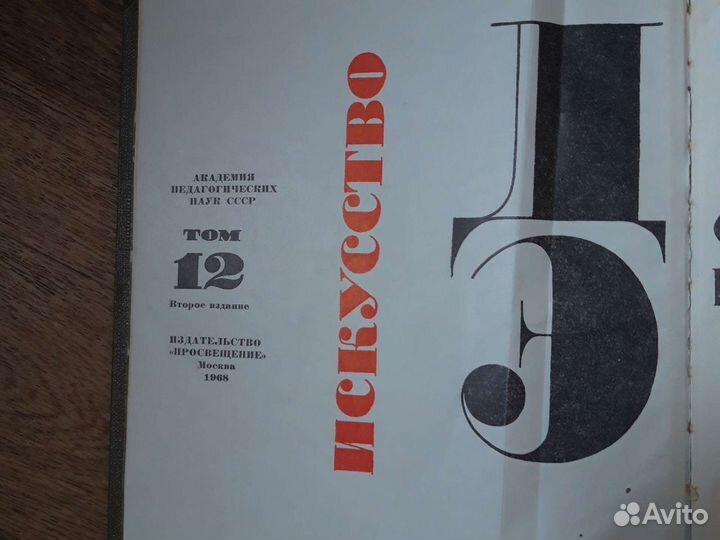 АКАДЕМИЯ
ПЕДАГОГИЧЕСКИХ
НАУК СССР
ТОМ
12
Второе издание
ИЗДАТЕЛЬСТВО
«ПРОСВЕЩЕНИЕ»
Москва
1968
ИСКУССТВО
Д
Э
Avito